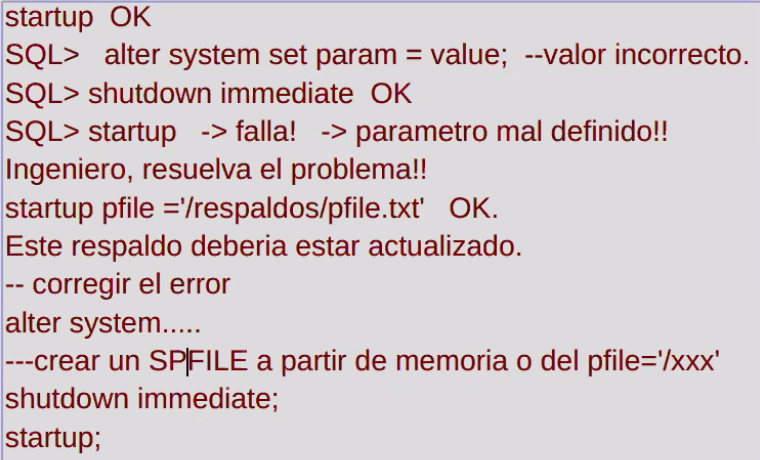 startup  OK
SQL>   alter system set param = value;  --valor incorrecto.
SQL> shutdown immediate  OK
SQL> startup   -> falla!   -> parametro mal definido!!
Ingeniero, resuelva el problema!!
startup pfile ='/respaldos/pfile.txt'   OK.
Este respaldo deberia estar actualizado.
-- corregir el error
alter system.....
---crear un SPFILE a partir de memoria o del pfile='/xxx'
shutdown immediate;
startup;